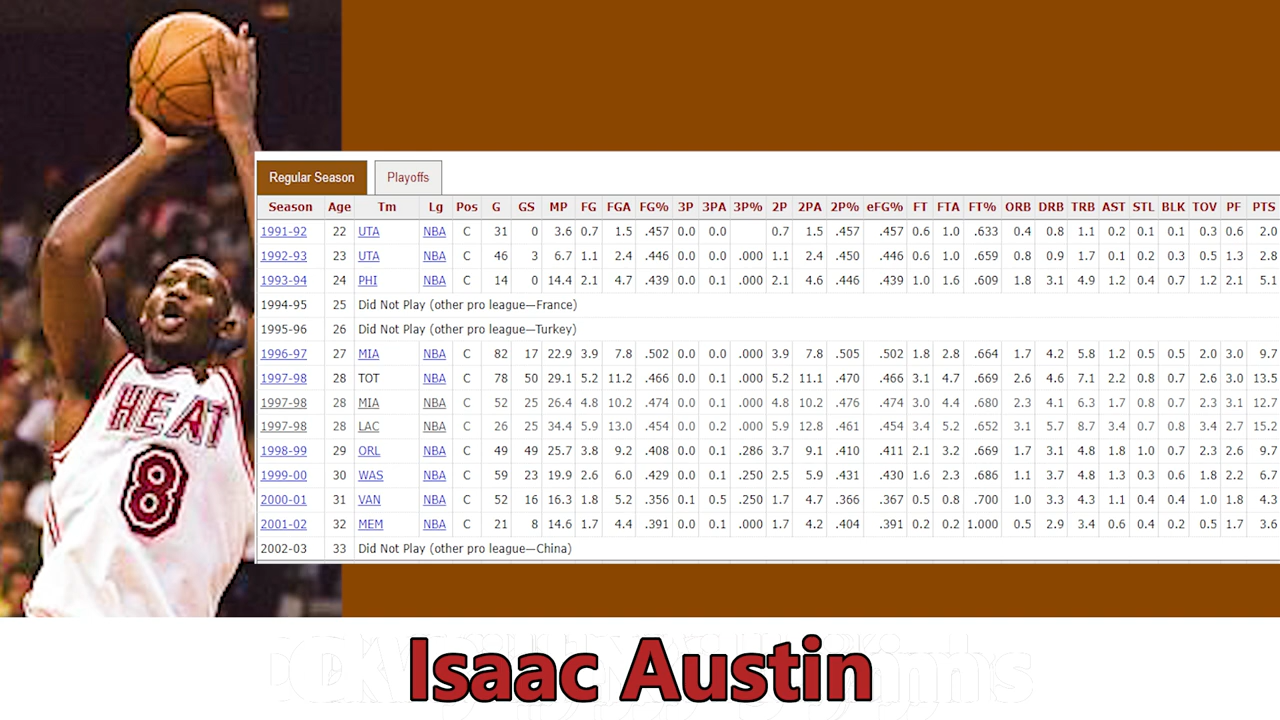 HEAT
8
Regular Season Playoffs
Season Age Tm Lg Pos G GS MP FG FGA FG% 3P 3PA 3P% 2P 2PA 2P% eFG% FT FTA FT% ORB DRB TRB AST STL BLK TOV PF PTS
1991-92 22 UTA NBA C 31 0 3.6 0.7 1.5 .457 0.0 0.0 0.7 1.5 .457 .457 0.6 1.0 .633 0.4 0.8 1.1 0.2 0.1 0.1 0.3 0.6 2.0
1992-93 23 UTA NBA C 46 3 6.7 1.1 2.4 .446 0.0 0.0 .000 1.1 2.4 .450 .446 0.6 1.0 .659 0.8 0.9 1.7 0.1 0.2 0.3 0.5 1.3 2.8
1993-94 24 PHI NBA C 14 0 14.4 2.1 4.7 .439 0.0 0.1 .000 2.1 4.6 .446 .439 1.0 1.6 .609 1.8 3.1 4.9 1.2 0.4 0.7 1.2 2.1 5.1
1994-95 25 Did Not Play (other pro league—France)
1995-96 26 Did Not Play (other pro league—Turkey)
1996-97 27 MIA NBA C 82 17 22.9 3.9 7.8 .502 0.0 0.0 .000 3.9 7.8 .505 .502 1.8 2.8 .664 1.7 4.2 5.8 1.2 0.5 0.5 2.0 3.0 9.7
1997-98 28 TOT NBA C 78 50 29.1 5.2 11.2 .466 0.0 0.1 .000 5.2 11.1 .470 .466 3.1 4.7 .669 2.6 4.6 7.1 2.2 0.8 0.7 2.6 3.0 13.5
1997-98 28 MIA NBA C 52 25 26.4 4.8 10.2 .474 0.0 0.0 .000 4.8 10.2 .476 .474 3.0 4.4 .680 2.3 4.1 6.3 1.7 0.8 0.7 2.3 3.1 12.7
1997-98 28 LAC NBA C 26 25 34.4 5.9 13.0 .454 0.0 0.2 .000 5.9 12.8 .461 .454 3.4 5.2 .652 3.1 5.7 8.7 3.4 0.7 0.8 3.4 2.7 15.2
1998-99 29 ORL NBA C 49 49 25.7 3.8 9.2 .408 0.0 0.1 .286 3.7 9.1 .410 .411 2.1 3.2 .669 1.7 3.1 4.8 1.8 1.0 0.7 2.3 2.6 9.7
1999-00 30 WAS NBA C 59 23 19.9 2.6 6.0 .429 0.0 0.1 .250 2.5 5.9 .431 .430 1.6 2.3 .686 1.1 3.7 4.8 1.3 0.3 0.6 1.8 2.2 6.7
2000-01 31 VAN NBA C 52 16 16.3 1.8 5.2 .356 0.1 0.5 .250 1.7 4.7 .366 .367 0.5 0.8 .700 1.0 3.3 4.3 1.1 0.4 0.4 1.0 1.8 4.3
2001-02 32 MEM NBA C 21 8 14.6 1.7 4.4 .391 0.0 0.1 .000 1.7 4.2 .404 .391 0.2 0.2 1.000 0.5 2.9 3.4 0.6 0.4 0.2 0.5 1.7 3.6
2002-03 33 Did Not Play (other pro league—China)
Isaac Austin